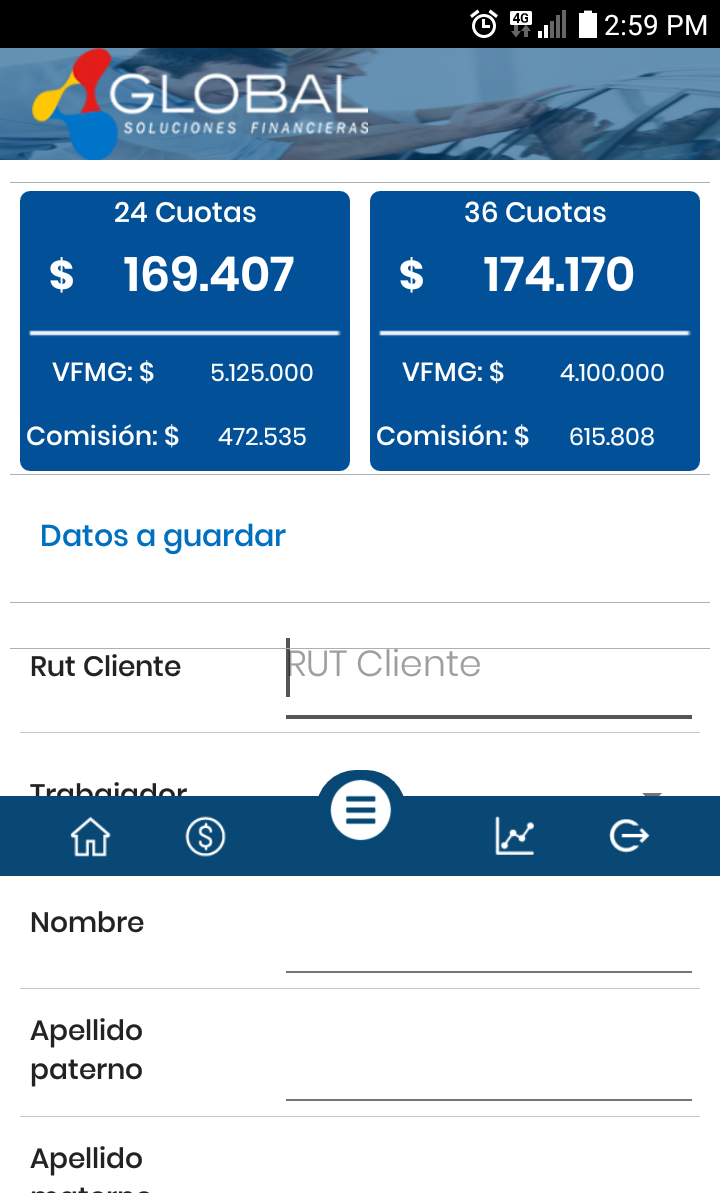 4G 2:59 PM
GLOBAL
SOLUCIONES FINANCIERAS
24 Cuotas
$ 169.407
VFMG: $ 5.125.000
Comisión: $ 472.535
36 Cuotas
$ 174.170
VFMG: $ 4.100.000
Comisión: $ 615.808
Datos a guardar
Rut Cliente RUT Cliente
Trabajador
Nombre
Apellido
paterno
Apellido
materno